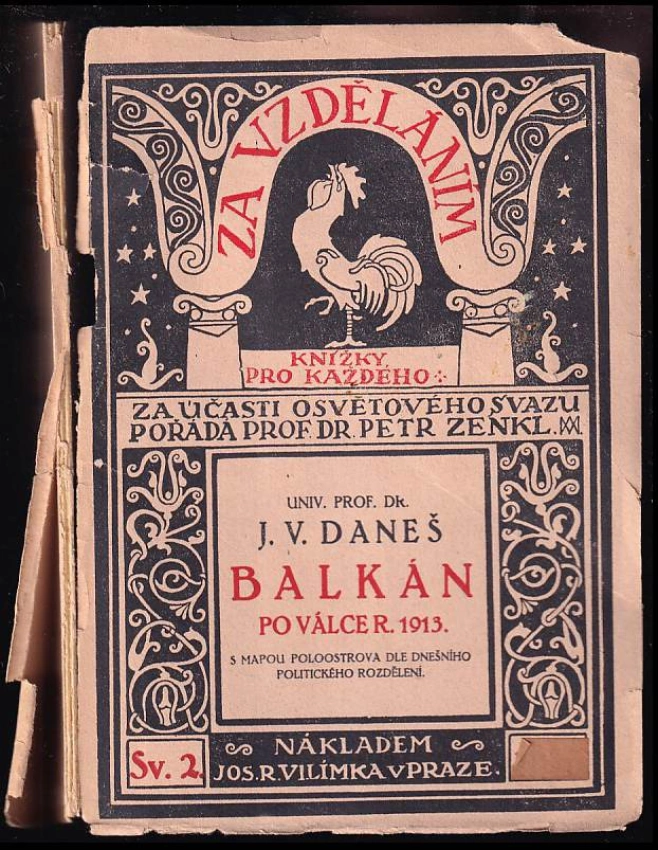 ZA VZDĚLÁNÍM
KNIŽKY
PRO KAŽDÉHO
ZA ÚČASTI OSVĚTOVÉHO SVAZU
POŘÁDÁ PROF. DR. PETR ZENKL.
UNIV. PROF. DR.
J. V. DANEŠ
BALKÁN
PO VÁLCE R. 1913.
S MAPOU POLOOSTROVA DLE DNEŠNÍHO
POLITICKÉHO ROZDĚLENÍ.
NÁKLADEM
Sv. 2. JOS. R. VILÍMKA V PRAZE.